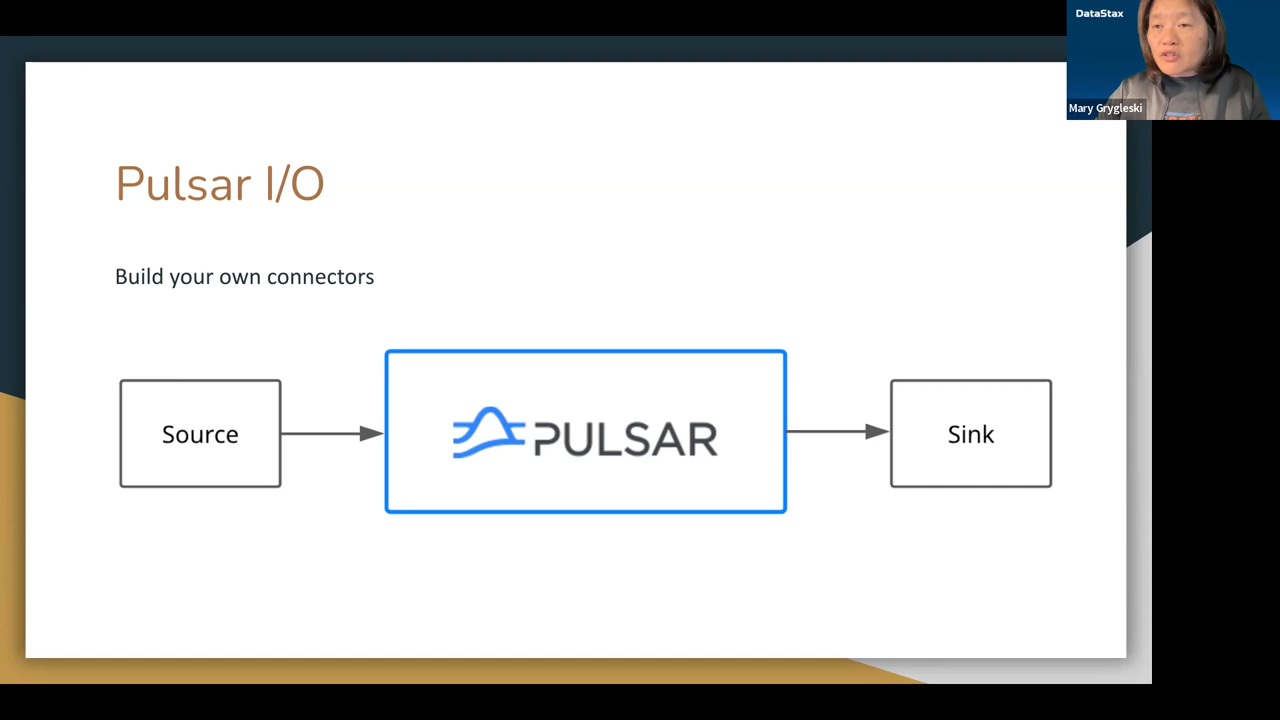 DataStax
Mary Grygleski
Pulsar I/O
Build your own connectors
Source
PULSAR
Sink